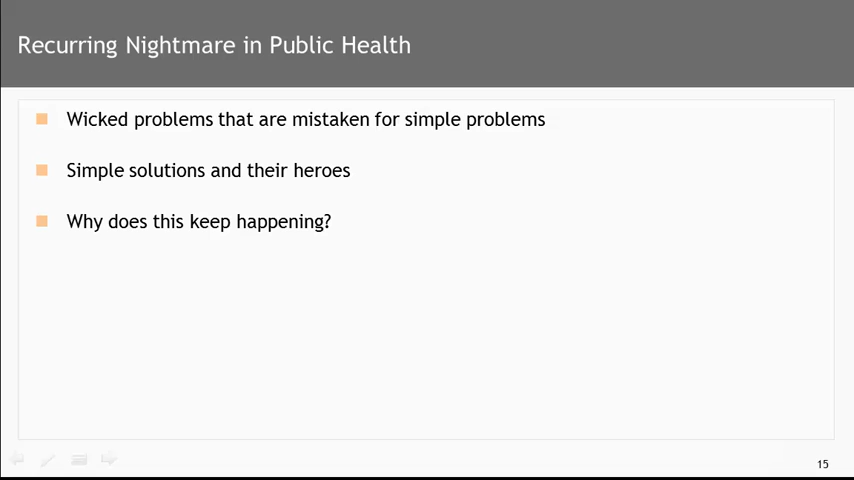 Recurring Nightmare in Public Health
Wicked problems that are mistaken for simple problems
Simple solutions and their heroes
Why does this keep happening?
15